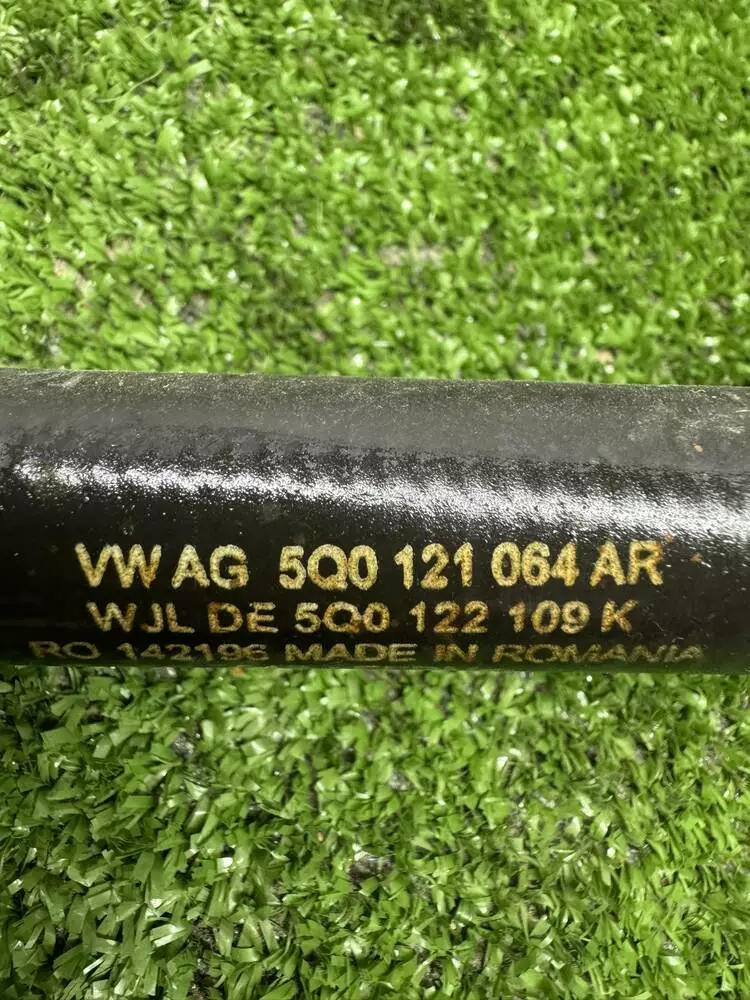 VW AG 5Q0 121 064 AR
WJL DE 5Q0 122 109 K
RO 142196 MADE IN ROMANIA